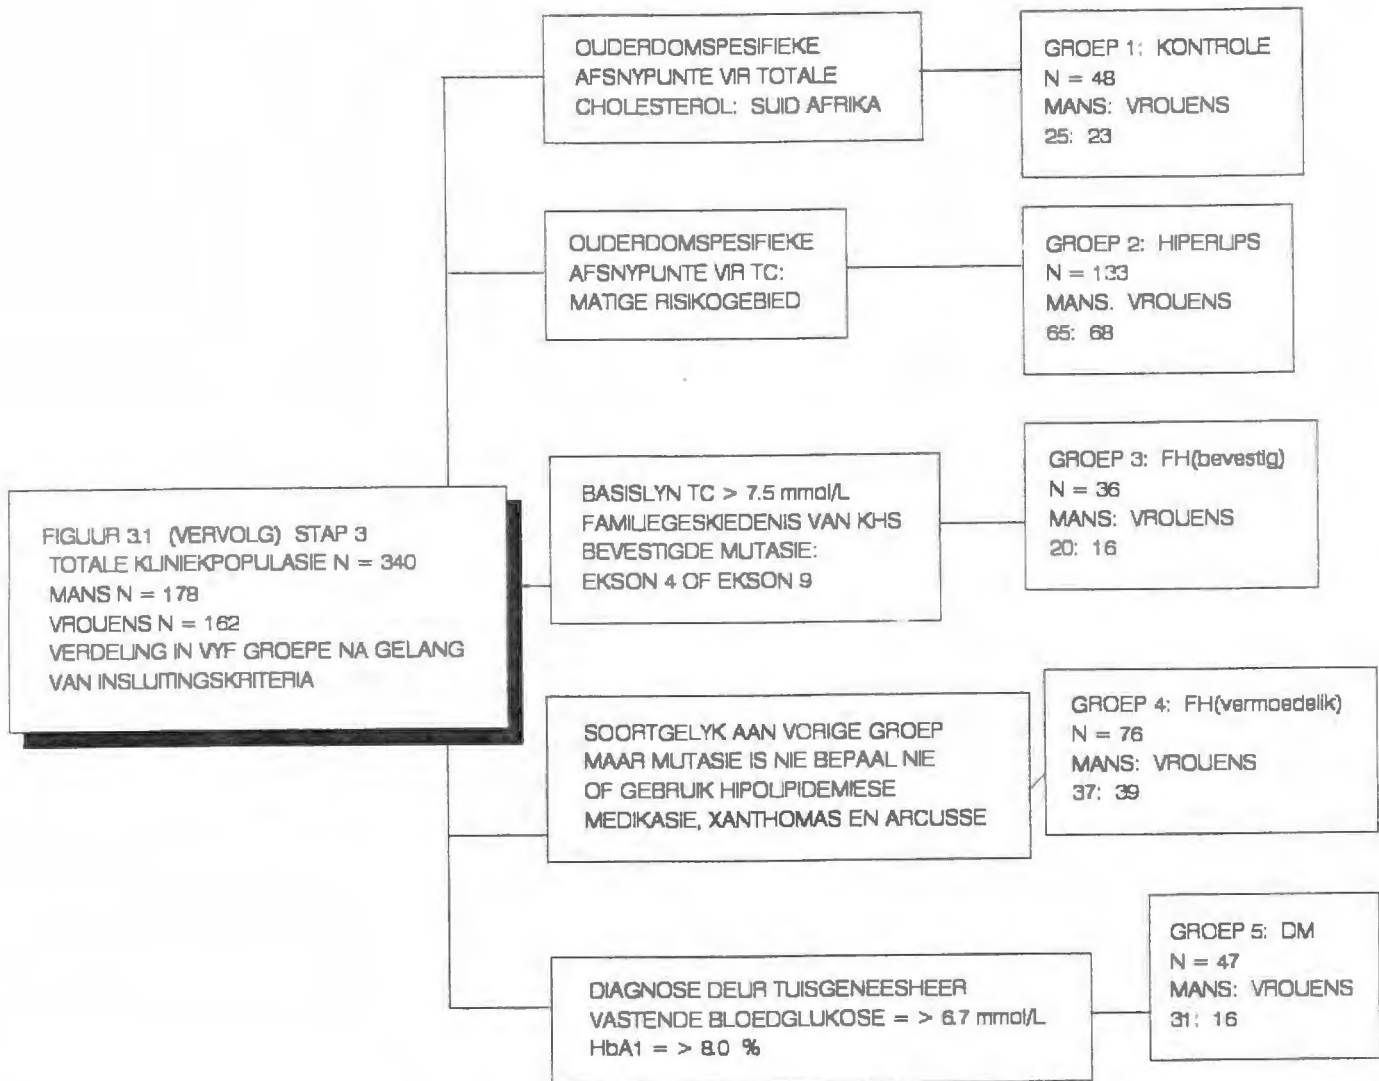 OUDERDOMSPESIFIEKE
AFSNYPUNTE VIR TOTALE
CHOLESTEROL: SUID AFRIKA
GROEP 1: KONTROLE
N = 48
MANS: VROUENS
25: 23
OUDERDOMSPESIFIEKE
AFSNYPUNTE VIR TC:
MATIGE RISIKOGEBIED
GROEP 2: HIPERLIPS
N = 133
MANS. VROUENS
65: 68
BASISLYN TC > 7.5 mmol/L
FAMILIEGESKIEDENIS VAN KHS
BEVESTIGDE MUTASIE:
EKSON 4 OF EKSON 9
GROEP 3: FH(bevestig)
N = 36
MANS: VROUENS
20: 16
FIGUUR 3.1 (VERVOLG) STAP 3
TOTALE KLINIEKPOPULASIE N = 340
MANS N = 178
VROUENS N = 162
VERDELING IN VYF GROEPE NA GELANG
VAN INSLUITINGSKRITERIA
SOORTGELYK AAN VORIGE GROEP
MAAR MUTASIE IS NIE BEPAAL NIE
OF GEBRUIK HIPOLIPIDEMIESE
MEDIKASIE, XANTHOMAS EN ARCUSSE
GROEP 4: FH(vermoedelik)
N = 76
MANS: VROUENS
37: 39
DIAGNOSE DEUR TUISGENEESHEER
VASTENDE BLOEDGLUKOSE = > 6.7 mmol/L
HbA1 = > 8.0 %
GROEP 5: DM
N = 47
MANS: VROUENS
31: 16